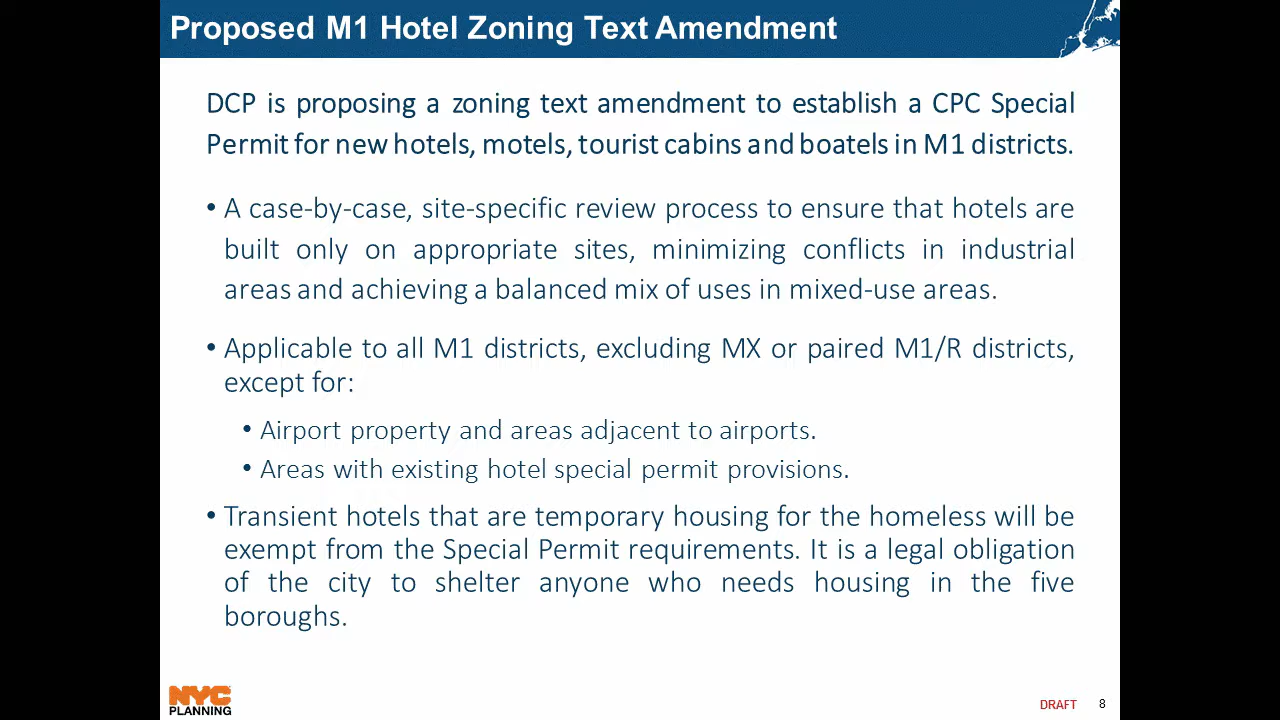 Proposed M1 Hotel Zoning Text Amendment
DCP is proposing a zoning text amendment to establish a CPC Special
Permit for new hotels, motels, tourist cabins and boatels in M1 districts.
• A case-by-case, site-specific review process to ensure that hotels are
built only on appropriate sites, minimizing conflicts in industrial
areas and achieving a balanced mix of uses in mixed-use areas.
• Applicable to all M1 districts, excluding MX or paired M1/R districts,
except for:
• Airport property and areas adjacent to airports.
• Areas with existing hotel special permit provisions.
• Transient hotels that are temporary housing for the homeless will be
exempt from the Special Permit requirements. It is a legal obligation
of the city to shelter anyone who needs housing in the five
boroughs.
NYC
PLANNING
DRAFT 8